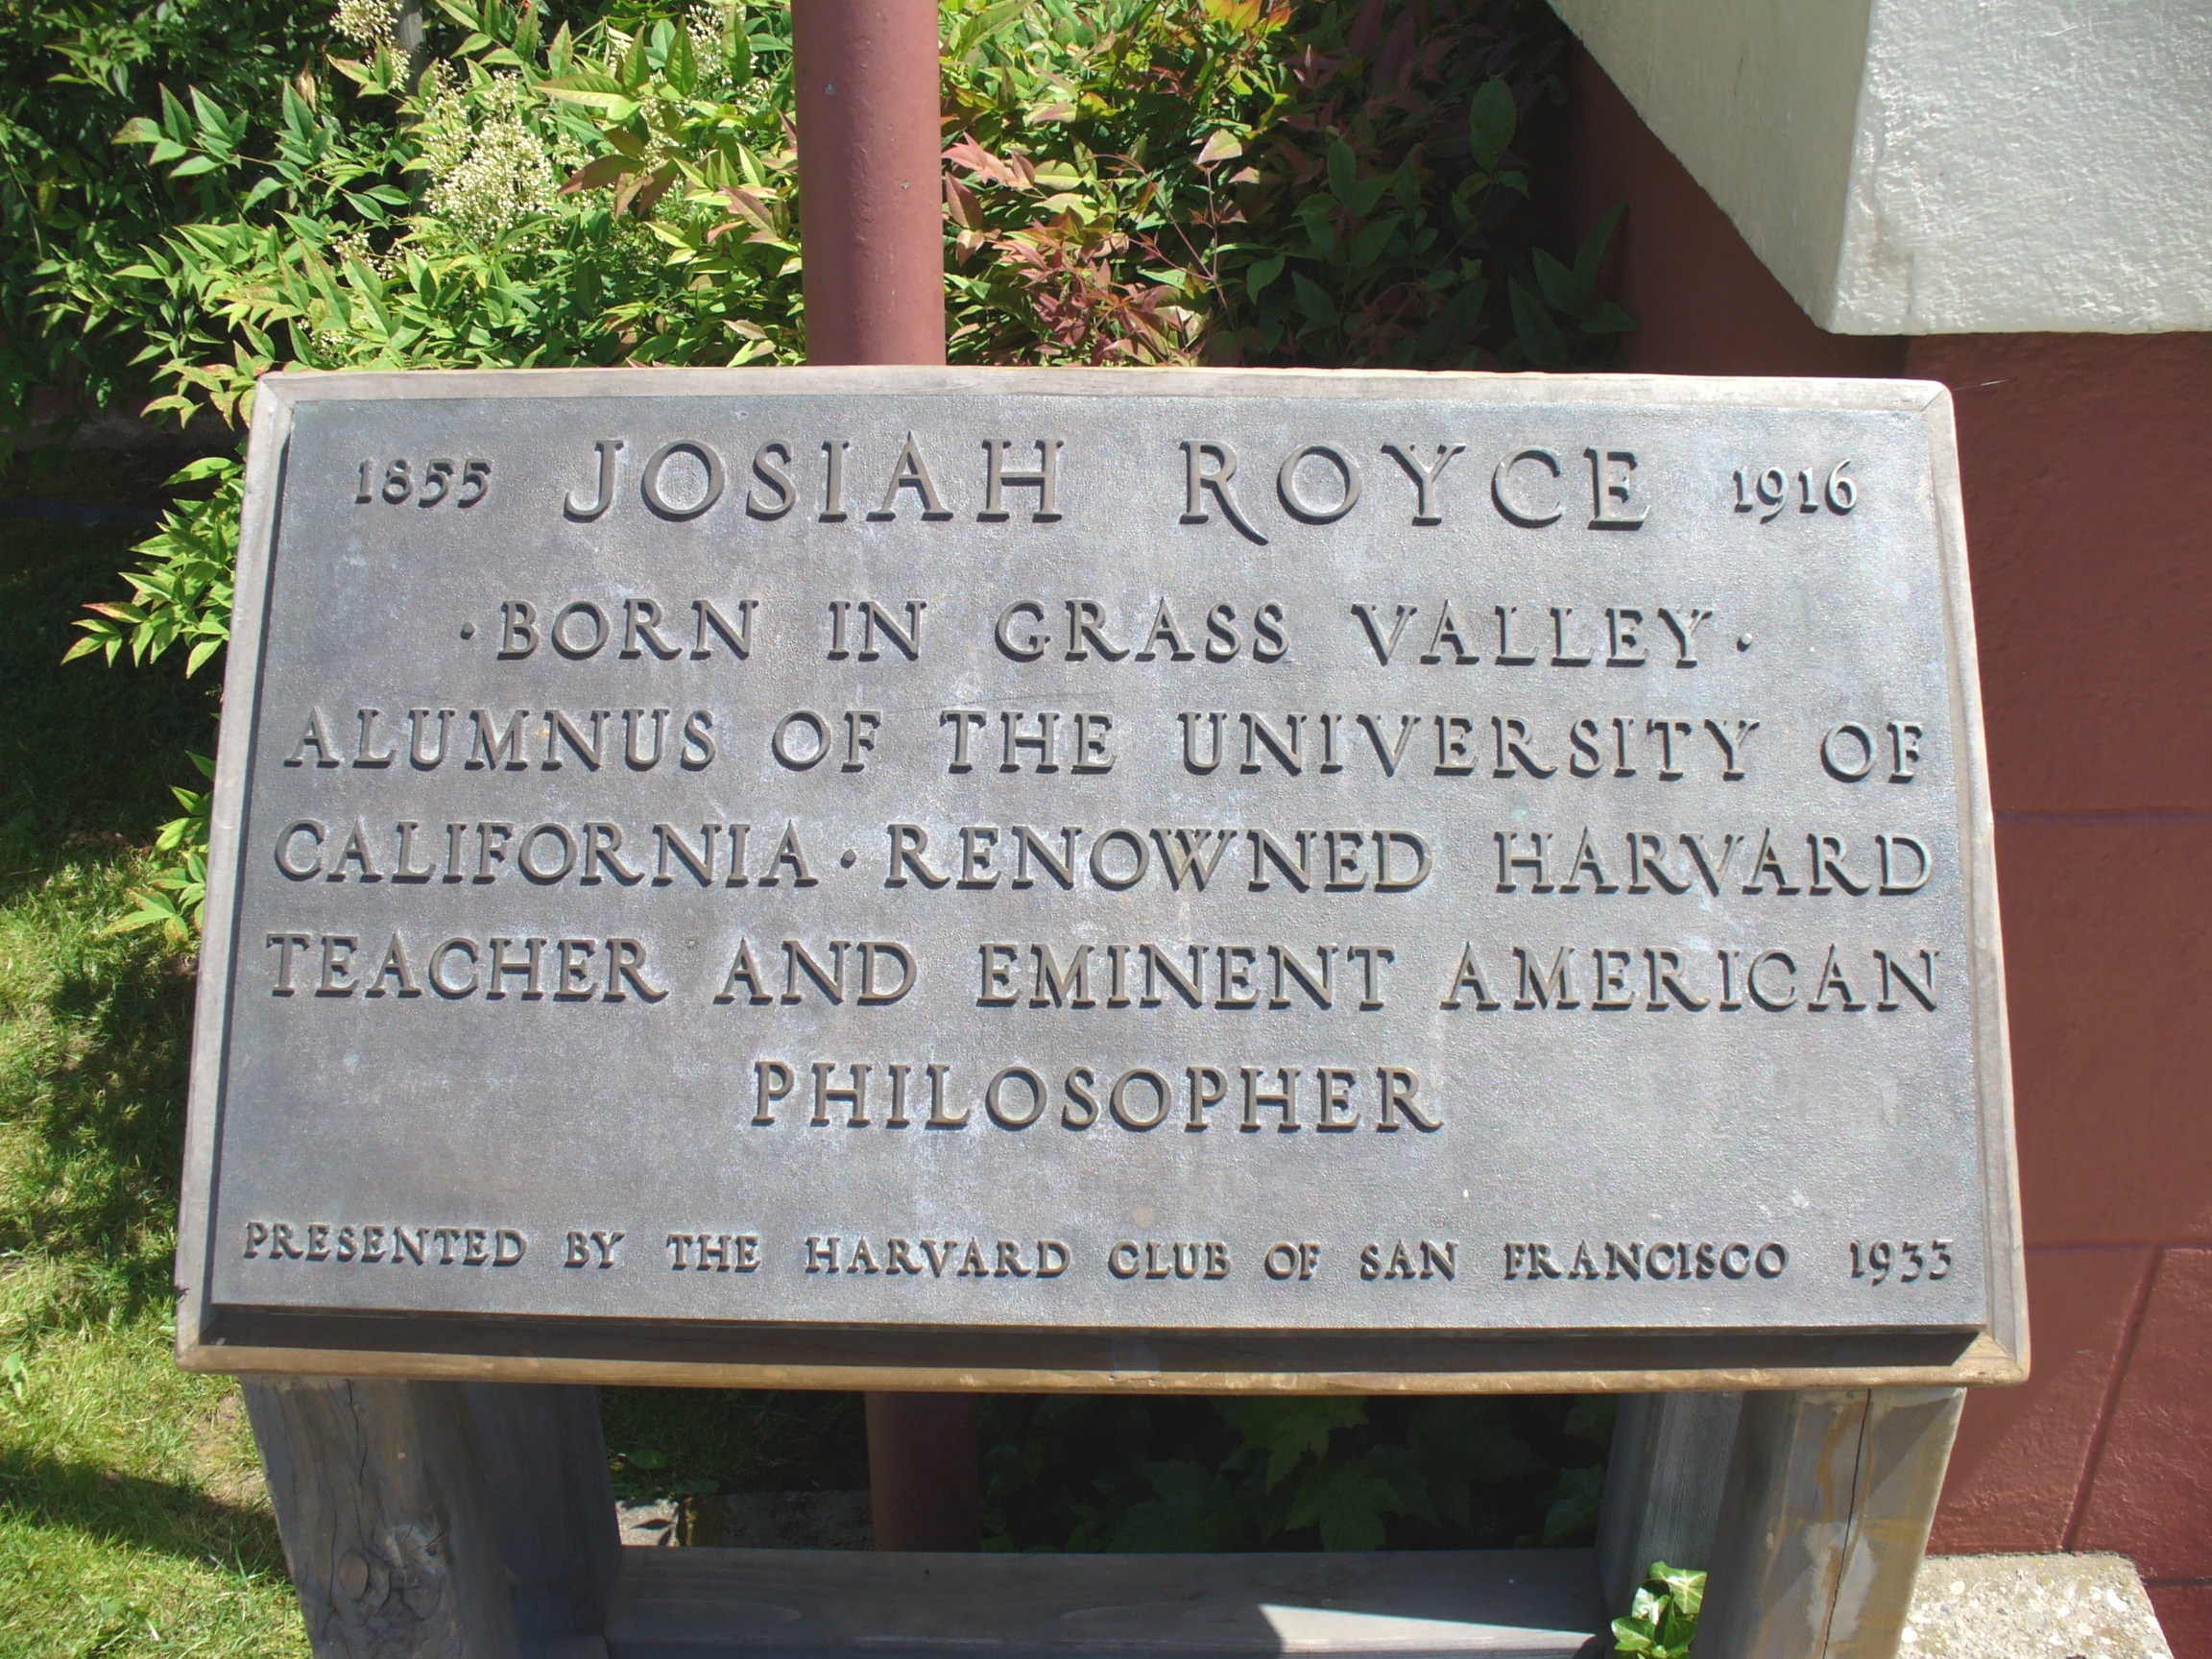 1855 JOSIAH ROYCE 1916
·BORN IN GRASS VALLEY·
ALUMNUS OF THE UNIVERSITY OF
CALIFORNIA·RENOWNED HARVARD
TEACHER AND EMINENT AMERICAN
PHILOSOPHER
PRESENTED BY THE HARVARD CLUB OF SAN FRANCISCO 1933